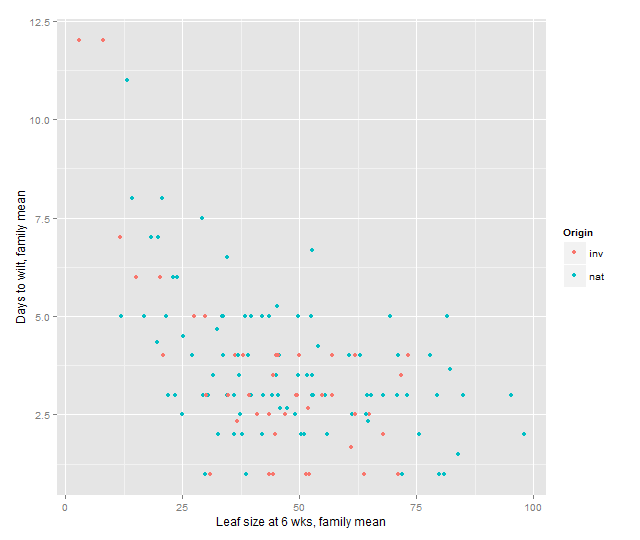 12.5
10.0
7.5
5.0
2.5
Days to wilt, family mean
0 25 50 75 100
Leaf size at 6 wks, family mean
Origin
inv
nat